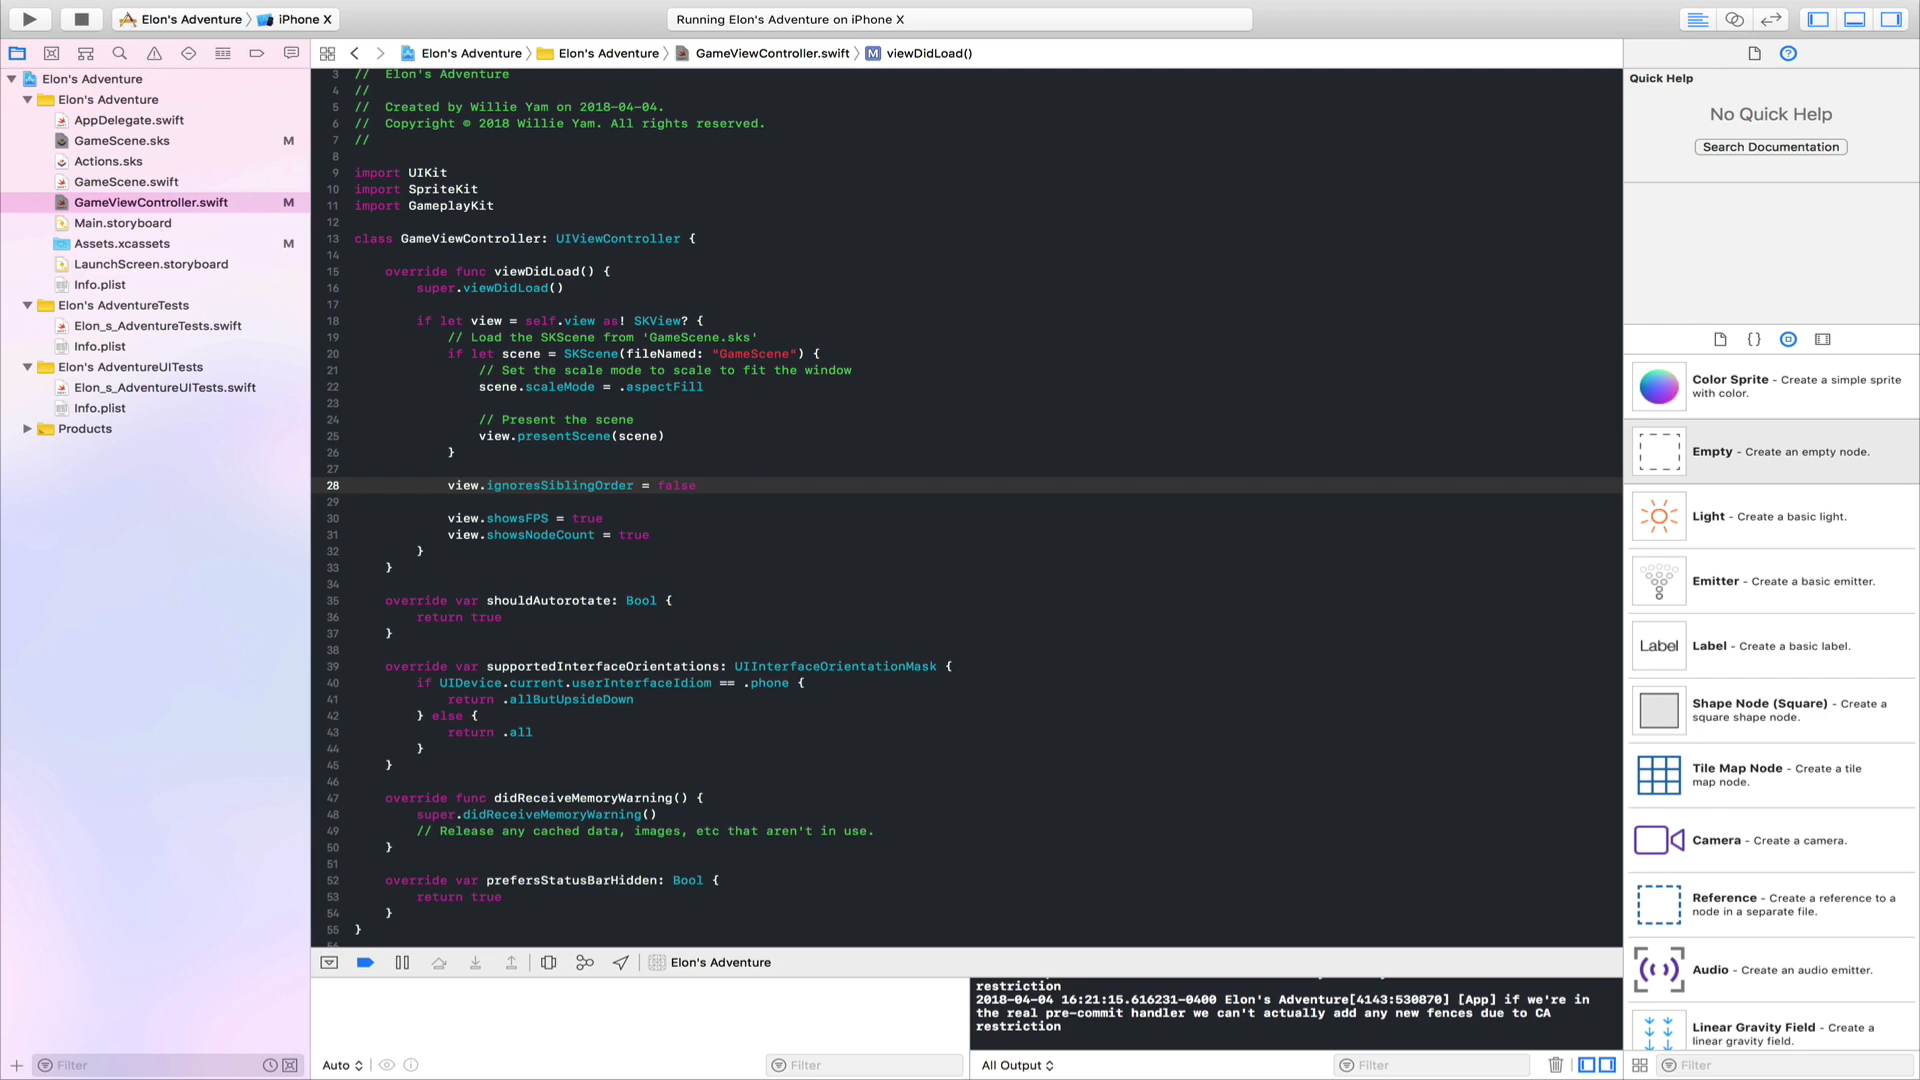 Elon's Adventure
iPhone X
Running Elon's Adventure on iPhone X
Elon's Adventure
Elon's Adventure
AppDelegate.swift
GameScene.sks M
Actions.sks
GameScene.swift
GameViewController.swift M
Main.storyboard
Assets.xcassets M
LaunchScreen.storyboard
Info.plist
Elon's AdventureTests
Elon_s_AdventureTests.swift
Info.plist
Elon's AdventureUITests
Elon_s_AdventureUITests.swift
Info.plist
Products
Filter
Elon's Adventure Elon's Adventure GameViewController.swift M viewDidLoad()
3 // Elon's Adventure
4 //
5 // Created by Willie Yam on 2018-04-04.
6 // Copyright © 2018 Willie Yam. All rights reserved.
7 //
8
9 import UIKit
10 import SpriteKit
11 import GameplayKit
12
13 class GameViewController: UIViewController {
14
15 override func viewDidLoad() {
16 super.viewDidLoad()
17
18 if let view = self.view as! SKView? {
19 // Load the SKScene from 'GameScene.sks'
20 if let scene = SKScene(fileNamed: "GameScene") {
21 // Set the scale mode to scale to fit the window
22 scene.scaleMode = .aspectFill
23
24 // Present the scene
25 view.presentScene(scene)
26 }
27
28 view.ignoresSiblingOrder = false
29
30 view.showsFPS = true
31 view.showsNodeCount = true
32 }
33 }
34
35 override var shouldAutorotate: Bool {
36 return true
37 }
38
39 override var supportedInterfaceOrientations: UIInterfaceOrientationMask {
40 if UIDevice.current.userInterfaceIdiom == .phone {
41 return .allButUpsideDown
42 } else {
43 return .all
44 }
45 }
46
47 override func didReceiveMemoryWarning() {
48 super.didReceiveMemoryWarning()
49 // Release any cached data, images, etc that aren't in use.
50 }
51
52 override var prefersStatusBarHidden: Bool {
53 return true
54 }
55 }
Elon's Adventure
restriction
2018-04-04 16:21:15.616231-0400 Elon's Adventure[4143:530870] [App] if we're in
the real pre-commit handler we can't actually add any new fences due to CA
restriction
Auto
Filter
All Output
Filter
Quick Help
No Quick Help
Search Documentation
Color Sprite - Create a simple sprite
with color.
Empty - Create an empty node.
Light - Create a basic light.
Emitter - Create a basic emitter.
Label
Label - Create a basic label.
Shape Node (Square) - Create a
square shape node.
Tile Map Node - Create a tile
map node.
Camera - Create a camera.
Reference - Create a reference to a
node in a separate file.
Audio - Create an audio emitter.
Linear Gravity Field - Create a
linear gravity field.
Filter